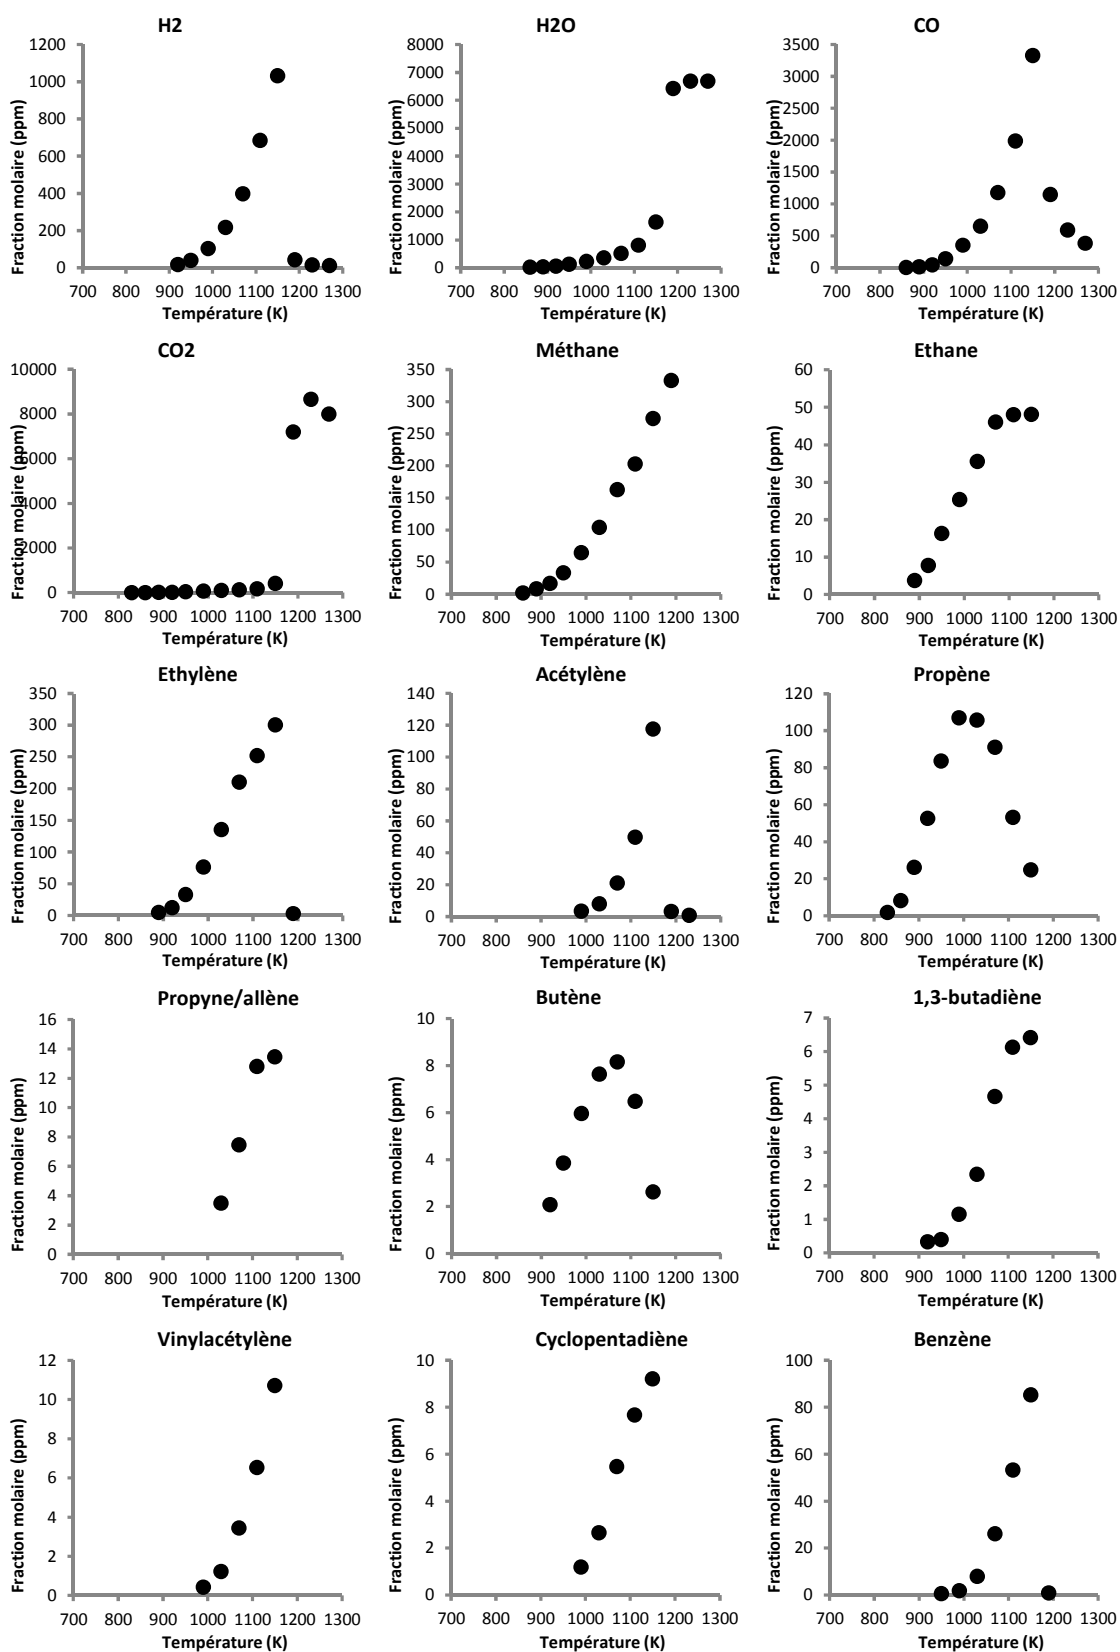 H2
H2O
CO
Fraction molaire (ppm)
1200
1000
800
600
400
200
0
700 800 900 1000 1100 1200 1300
Température (K)
Fraction molaire (ppm)
8000
7000
6000
5000
4000
3000
2000
1000
0
700 800 900 1000 1100 1200 1300
Température (K)
Fraction molaire (ppm)
3500
3000
2500
2000
1500
1000
500
0
700 800 900 1000 1100 1200 1300
Température (K)
CO2
Méthane
Ethane
Fraction molaire (ppm)
10000
8000
6000
4000
2000
0
700 800 900 1000 1100 1200 1300
Température (K)
Fraction molaire (ppm)
350
300
250
200
150
100
50
0
700 800 900 1000 1100 1200 1300
Température (K)
Fraction molaire (ppm)
60
50
40
30
20
10
0
700 800 900 1000 1100 1200 1300
Température (K)
Ethylène
Acétylène
Propène
Fraction molaire (ppm)
350
300
250
200
150
100
50
0
700 800 900 1000 1100 1200 1300
Température (K)
Fraction molaire (ppm)
140
120
100
80
60
40
20
0
700 800 900 1000 1100 1200 1300
Température (K)
Fraction molaire (ppm)
120
100
80
60
40
20
0
700 800 900 1000 1100 1200 1300
Température (K)
Propyne/allène
Butène
1,3-butadiène
Fraction molaire (ppm)
16
14
12
10
8
6
4
2
0
700 800 900 1000 1100 1200 1300
Température (K)
Fraction molaire (ppm)
10
8
6
4
2
0
700 800 900 1000 1100 1200 1300
Température (K)
Fraction molaire (ppm)
7
6
5
4
3
2
1
0
700 800 900 1000 1100 1200 1300
Température (K)
Vinylacétylène
Cyclopentadiène
Benzène
Fraction molaire (ppm)
12
10
8
6
4
2
0
700 800 900 1000 1100 1200 1300
Température (K)
Fraction molaire (ppm)
10
8
6
4
2
0
700 800 900 1000 1100 1200 1300
Température (K)
Fraction molaire (ppm)
100
80
60
40
20
0
700 800 900 1000 1100 1200 1300
Température (K)